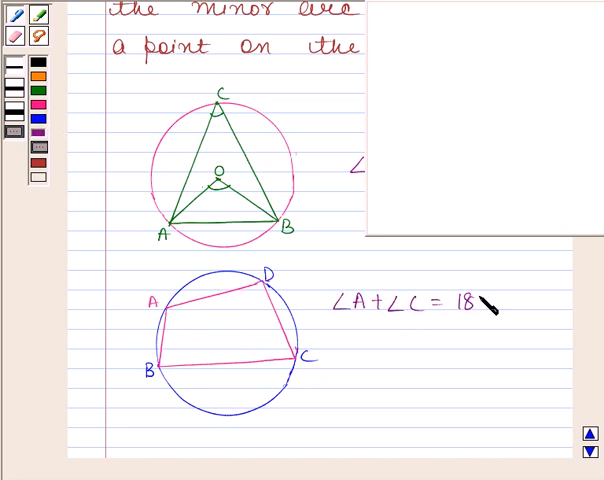 the minor arc
a point on the
C
O
∠
A
B
D
A
∠A + ∠C = 18
C
B